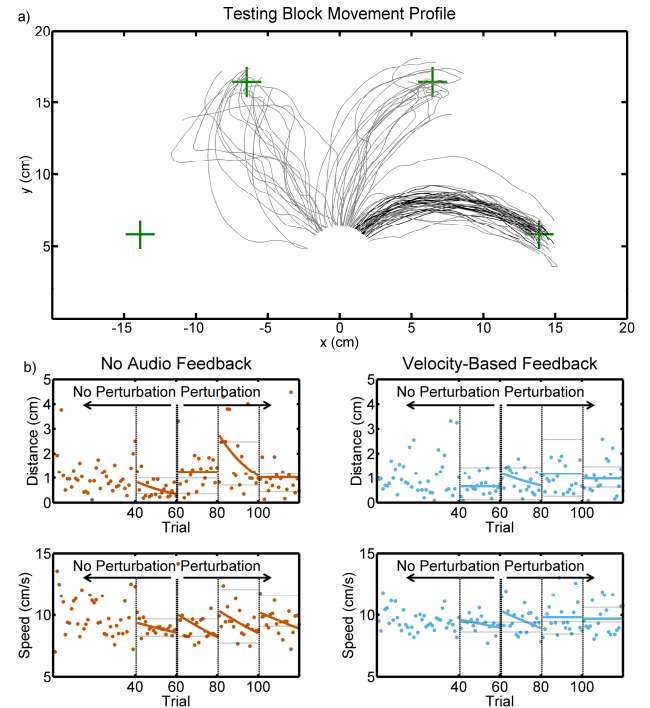 a)
Testing Block Movement Profile
20
15
10
5
y (cm)
-15 -10 -5 0 5 10 15 20
x (cm)
b)
No Audio Feedback
No Perturbation Perturbation
5
4
3
2
1
0
Distance (cm)
40 60 80 100
Trial
Velocity-Based Feedback
No Perturbation Perturbation
5
4
3
2
1
0
Distance (cm)
40 60 80 100
Trial
No Perturbation Perturbation
15
10
5
Speed (cm/s)
40 60 80 100
Trial
No Perturbation Perturbation
15
10
5
Speed (cm/s)
40 60 80 100
Trial